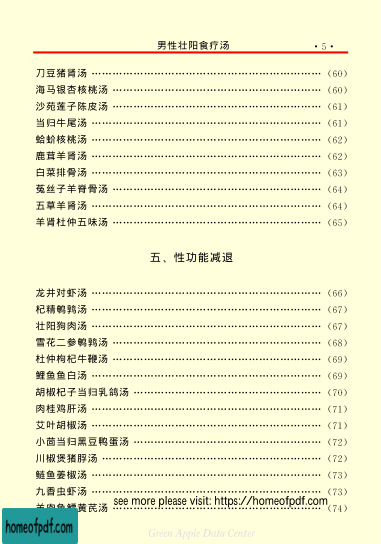 男性壮阳食疗汤 ·5·
刀豆猪肾汤 …………………………………… (60)
海马银杏核桃汤 …………………………………… (60)
沙苑莲子陈皮汤 …………………………………… (61)
当归牛尾汤 …………………………………… (61)
蛤蚧核桃汤 …………………………………… (62)
鹿茸羊肾汤 …………………………………… (62)
白菜排骨汤 …………………………………… (63)
菟丝子羊脊骨汤 …………………………………… (64)
五草羊肾汤 …………………………………… (64)
羊肾杜仲五味汤 …………………………………… (65)
五、性功能减退
龙井对虾汤 …………………………………… (66)
杞精鹌鹑汤 …………………………………… (67)
壮阳狗肉汤 …………………………………… (67)
雪花二参鹌鹑汤 …………………………………… (68)
杜仲枸杞牛鞭汤 …………………………………… (69)
鲤鱼鱼白汤 …………………………………… (69)
胡椒杞子当归乳鸽汤 …………………………………… (70)
肉桂鸡肝汤 …………………………………… (71)
艾叶胡椒汤 …………………………………… (71)
小茴当归黑豆鸭蛋汤 …………………………………… (72)
川椒煲猪脬汤 …………………………………… (72)
鲢鱼姜椒汤 …………………………………… (73)
九香虫虾汤 …………………………………… (73)
see more please visit: https://homeofpdf.com
羊肉鱼鳔黄芪汤 …………………………………… (74)
homeofpdf.com
Green Apple Data Center